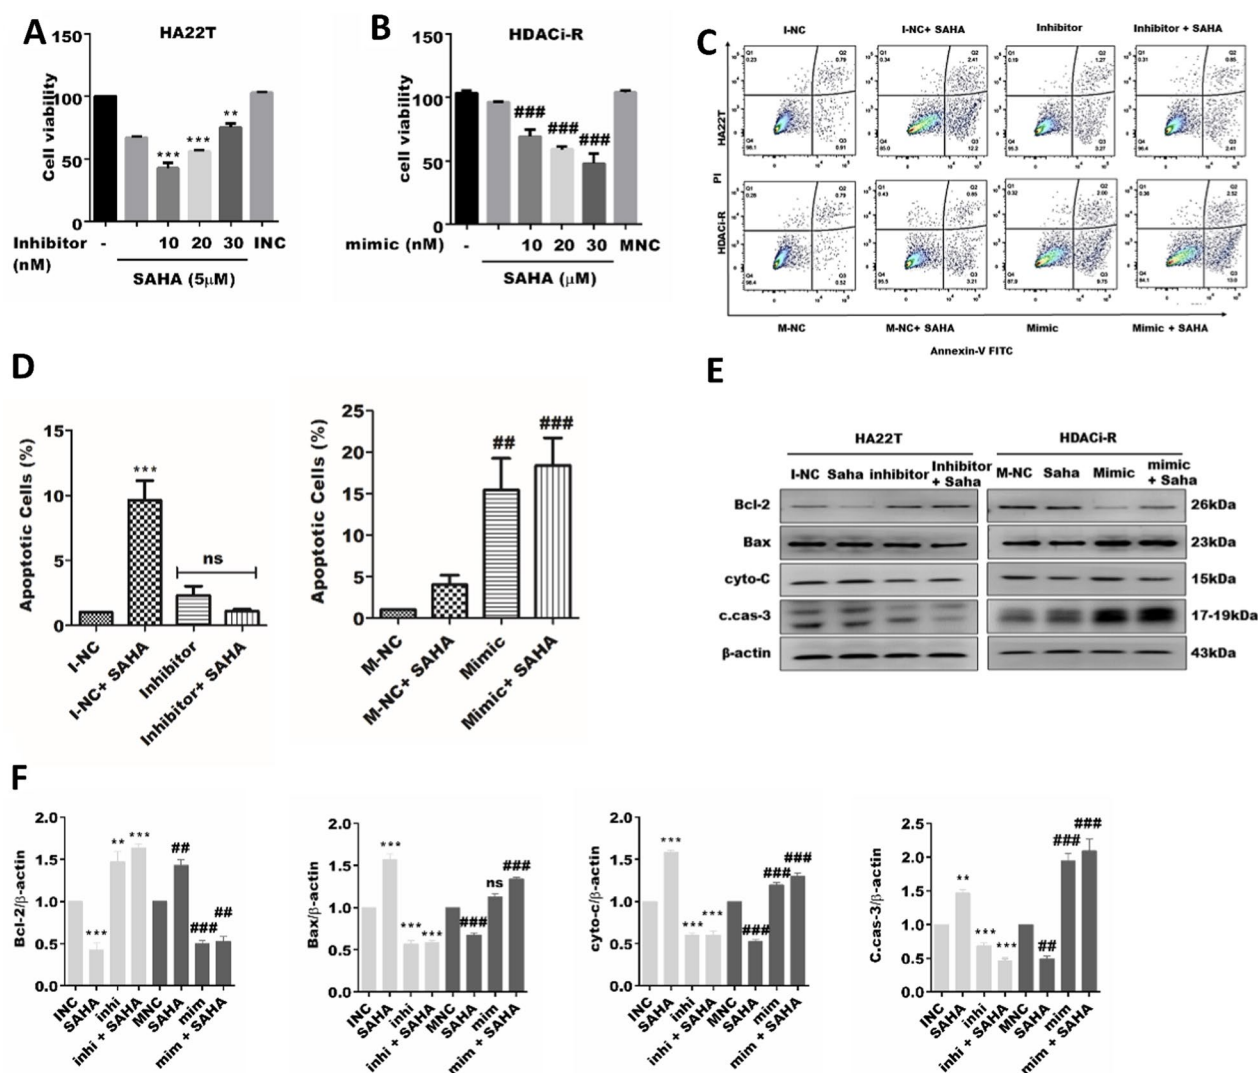 A
HA22T
150
100
50
0
Cell viability
*** *** **
Inhibitor - 10 20 30 INC
(nM)
SAHA (5μM)
B
HDACi-R
150
100
50
0
cell viability
### ### ###
mimic (nM) - 10 20 30 MNC
SAHA (μM)
C
I-NC I-NC+ SAHA Inhibitor Inhibitor + SAHA
HA22T
PI
HDACi-R
M-NC M-NC+ SAHA Mimic Mimic + SAHA
Annexin-V FITC
D
Apoptotic Cells (%)
15
10
5
0
***
ns
I-NC
I-NC+ SAHA
Inhibitor
Inhibitor+ SAHA
Apoptotic Cells (%)
25
20
15
10
5
0
## ###
M-NC
M-NC+ SAHA
Mimic
Mimic+ SAHA
E
HA22T HDACi-R
I-NC Saha inhibitor Inhibitor + Saha M-NC Saha Mimic mimic + Saha
Bcl-2 26kDa
Bax 23kDa
cyto-C 15kDa
c.cas-3 17-19kDa
β-actin 43kDa
F
Bcl-2/β-actin
2.0
1.5
1.0
0.5
0.0
*** ** *** ## ### ##
INC SAHA inhi inhi + SAHA MNC SAHA mim mim + SAHA
Bax/β-actin
2.0
1.5
1.0
0.5
0.0
*** *** *** ### ns ###
INC SAHA inhi inhi + SAHA MNC SAHA mim mim + SAHA
cyto-c/β-actin
2.0
1.5
1.0
0.5
0.0
*** *** *** ### ### ###
INC SAHA inhi inhi + SAHA MNC SAHA mim mim + SAHA
C.cas-3/β-actin
2.5
2.0
1.5
1.0
0.5
0.0
** *** *** ## ### ###
INC SAHA inhi inhi + SAHA MNC SAHA mim mim + SAHA